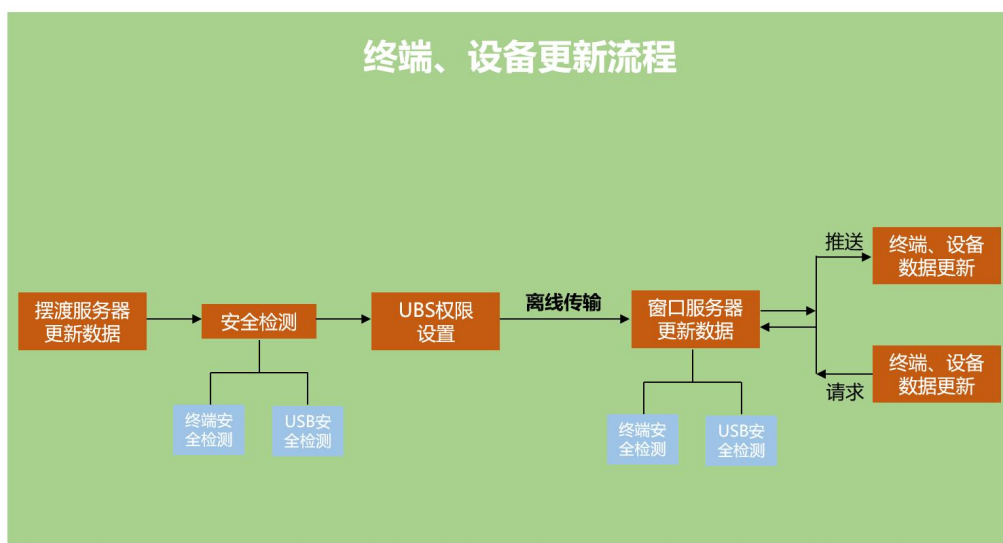 终端、设备更新流程
摆渡服务器
更新数据
安全检测
终端安
全检测
USB安
全检测
UBS权限
设置
离线传输
窗口服务器
更新数据
终端安
全检测
USB安
全检测
推送
终端、设备
数据更新
请求
终端、设备
数据更新